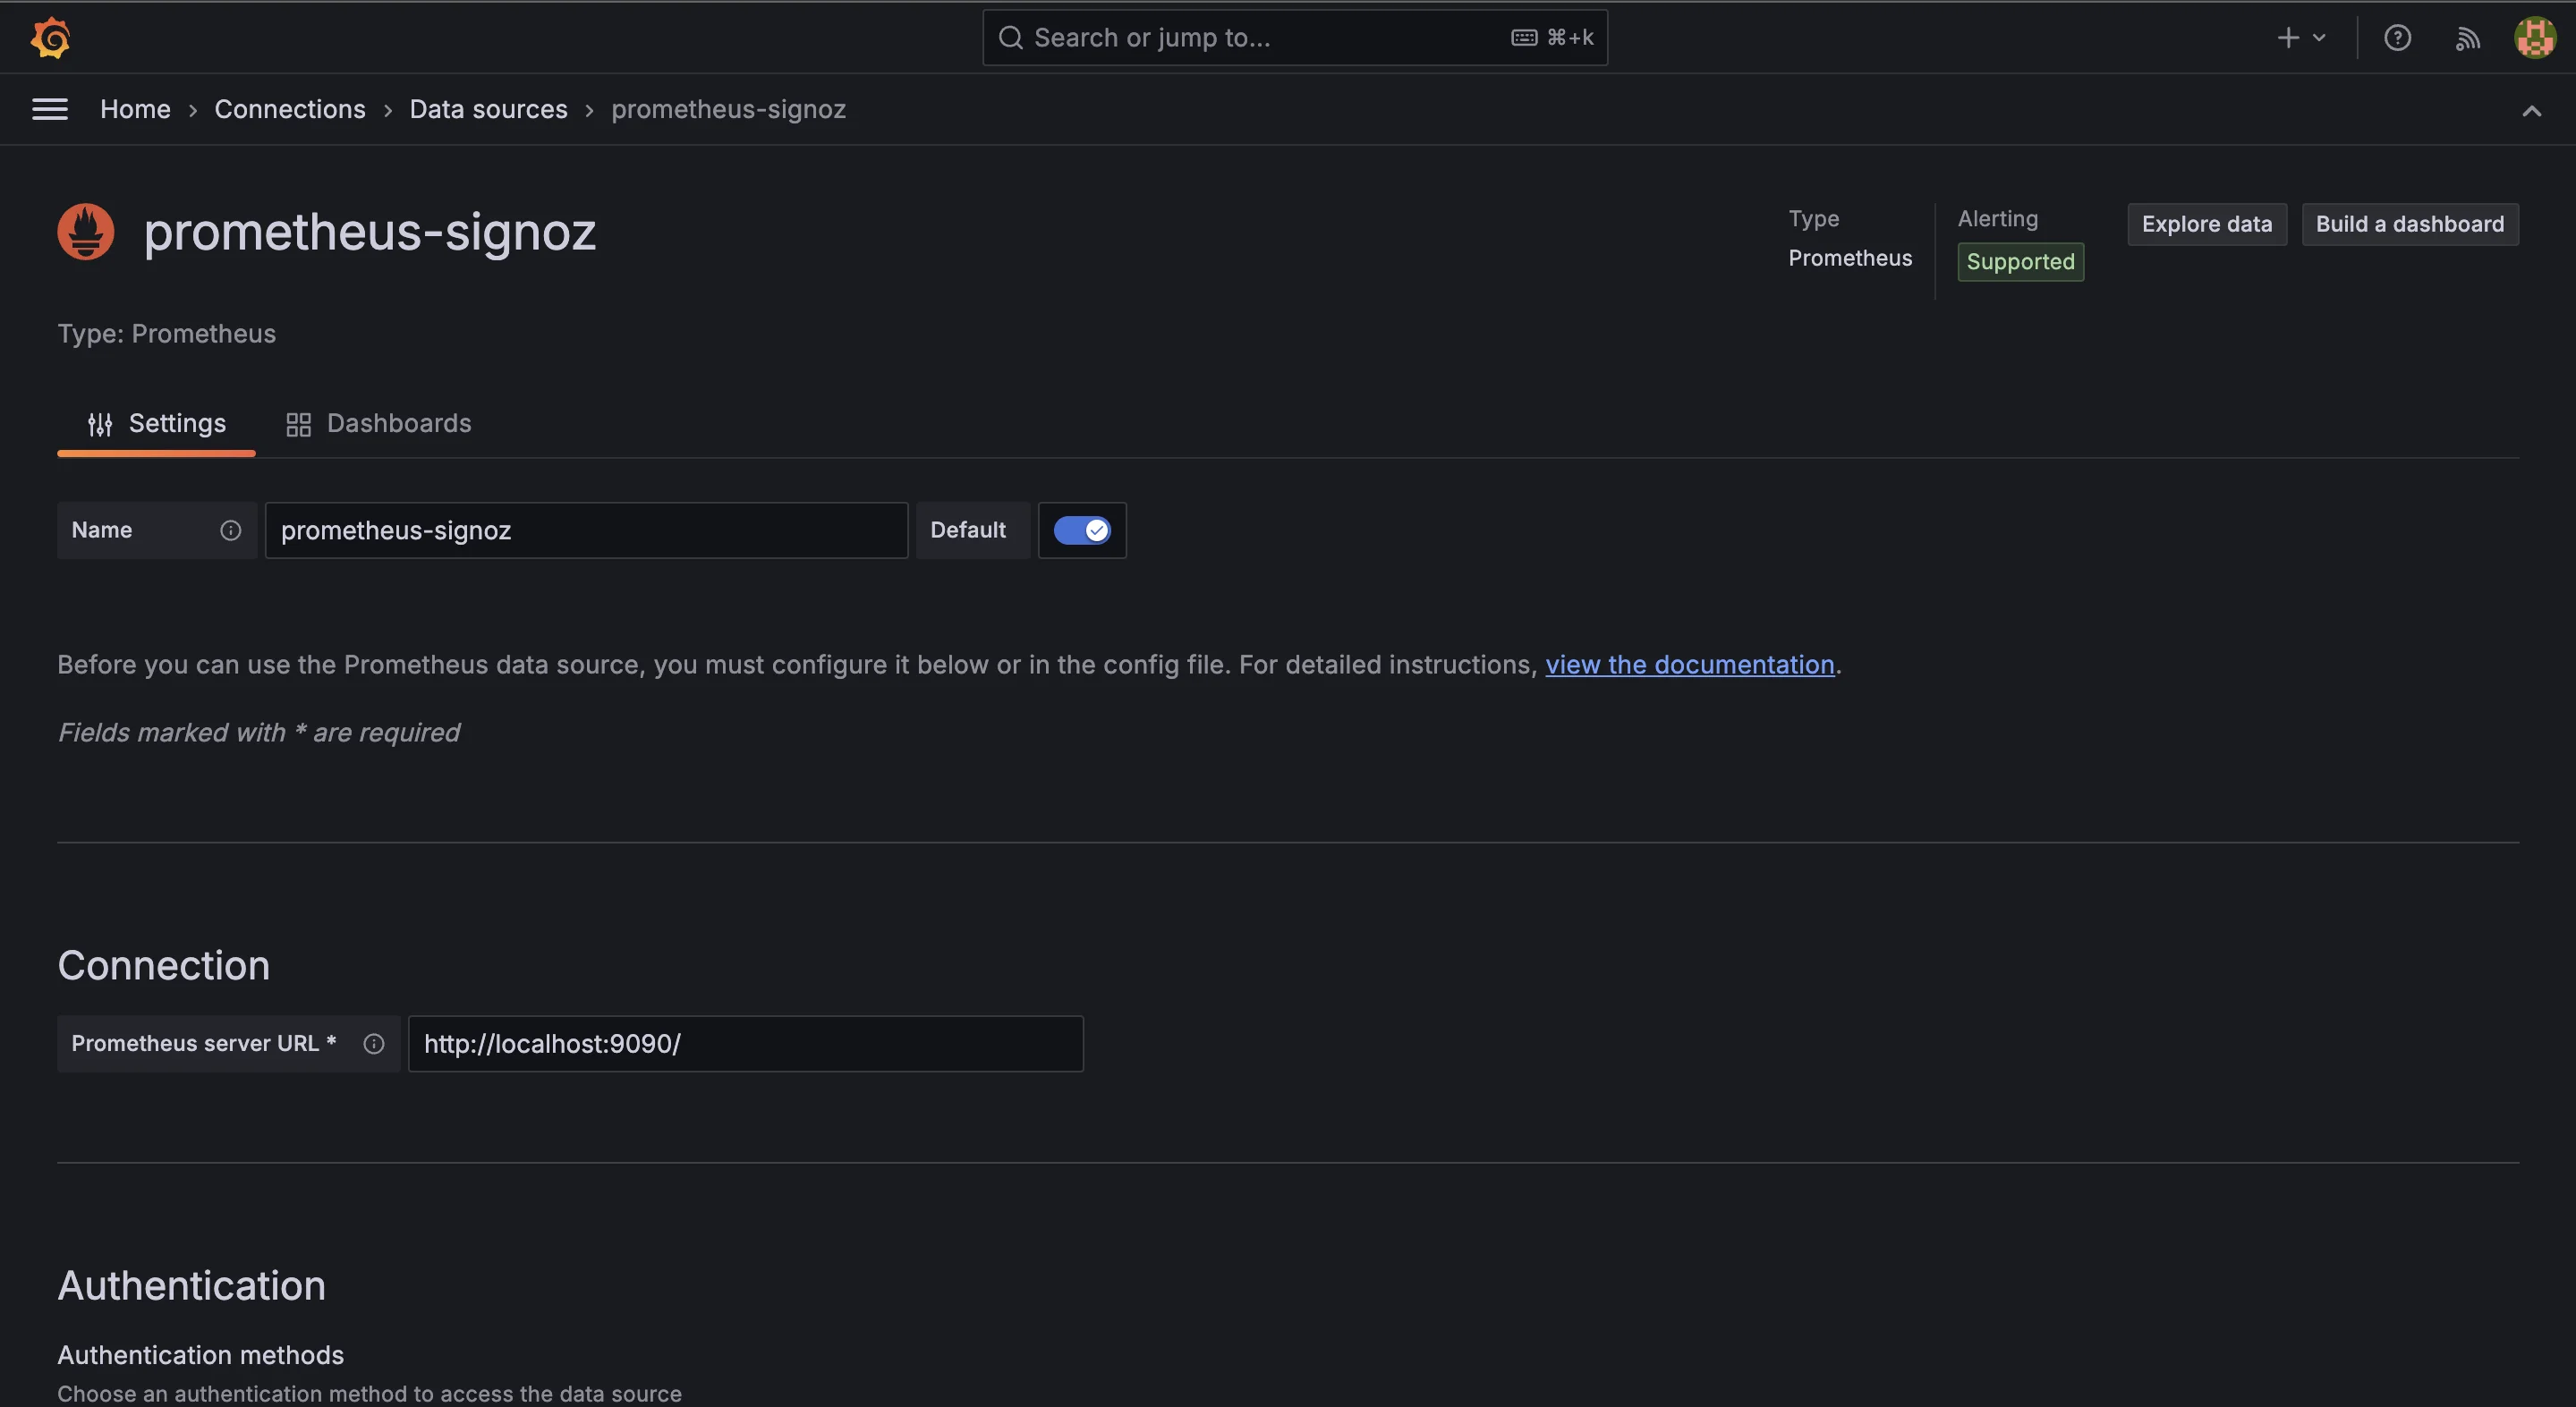 Search or jump to...
⌘+k
Home › Connections › Data sources › prometheus-signoz
prometheus-signoz
Type
Prometheus
Alerting
Supported
Explore data
Build a dashboard
Type: Prometheus
Settings
Dashboards
Name
prometheus-signoz
Default
Before you can use the Prometheus data source, you must configure it below or in the config file. For detailed instructions, view the documentation.
Fields marked with * are required
Connection
Prometheus server URL *
http://localhost:9090/
Authentication
Authentication methods
Choose an authentication method to access the data source